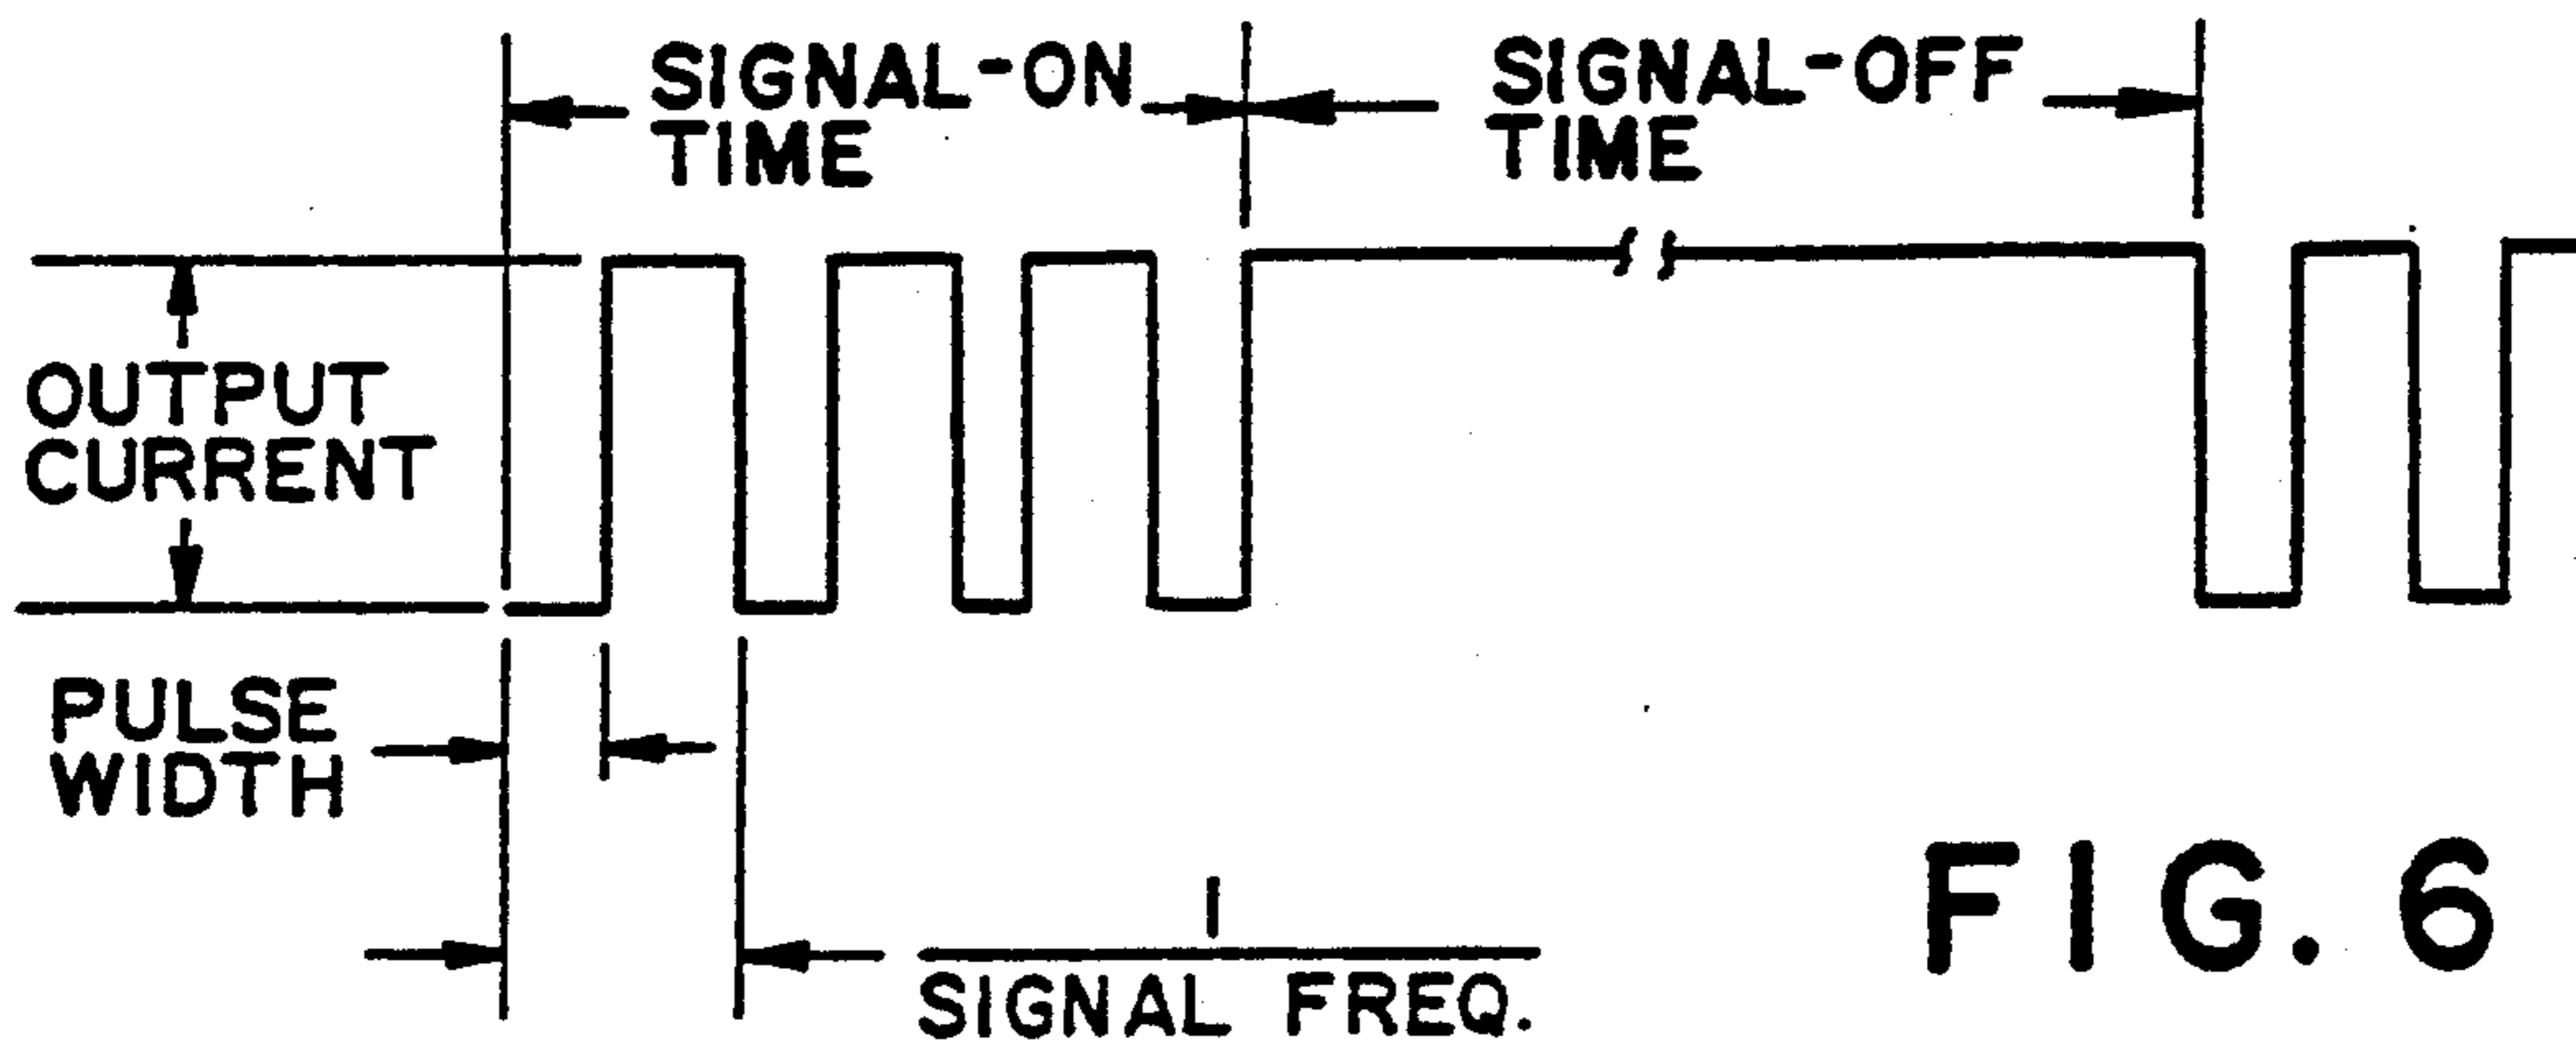 SIGNAL-ON
TIME
SIGNAL-OFF
TIME
OUTPUT
CURRENT
PULSE
WIDTH
1
SIGNAL FREQ.
FIG. 6